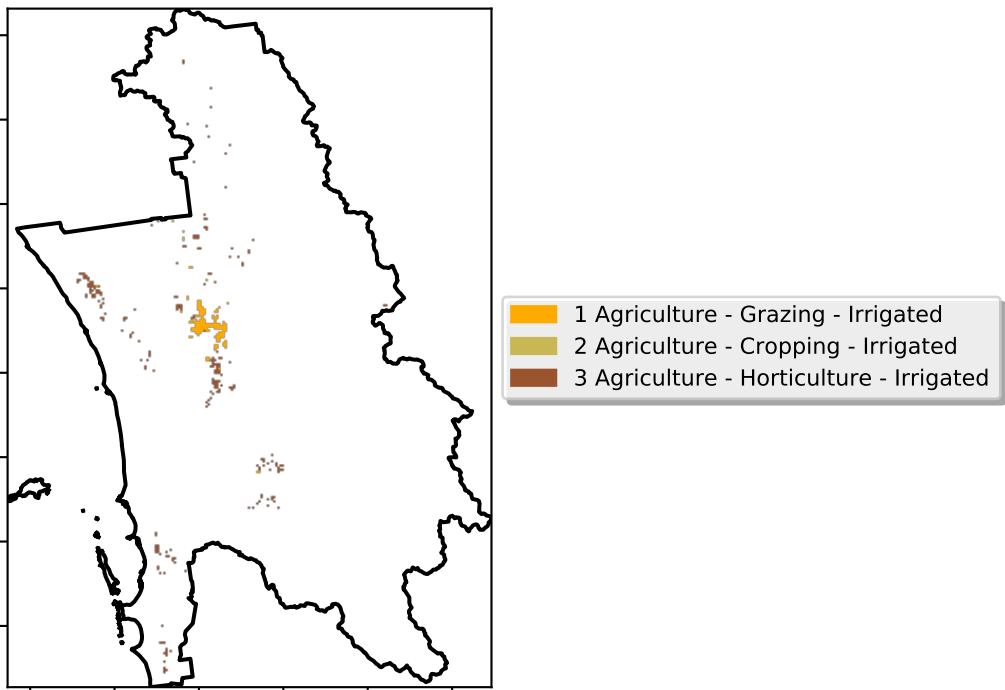 1 Agriculture - Grazing - Irrigated
2 Agriculture - Cropping - Irrigated
3 Agriculture - Horticulture - Irrigated